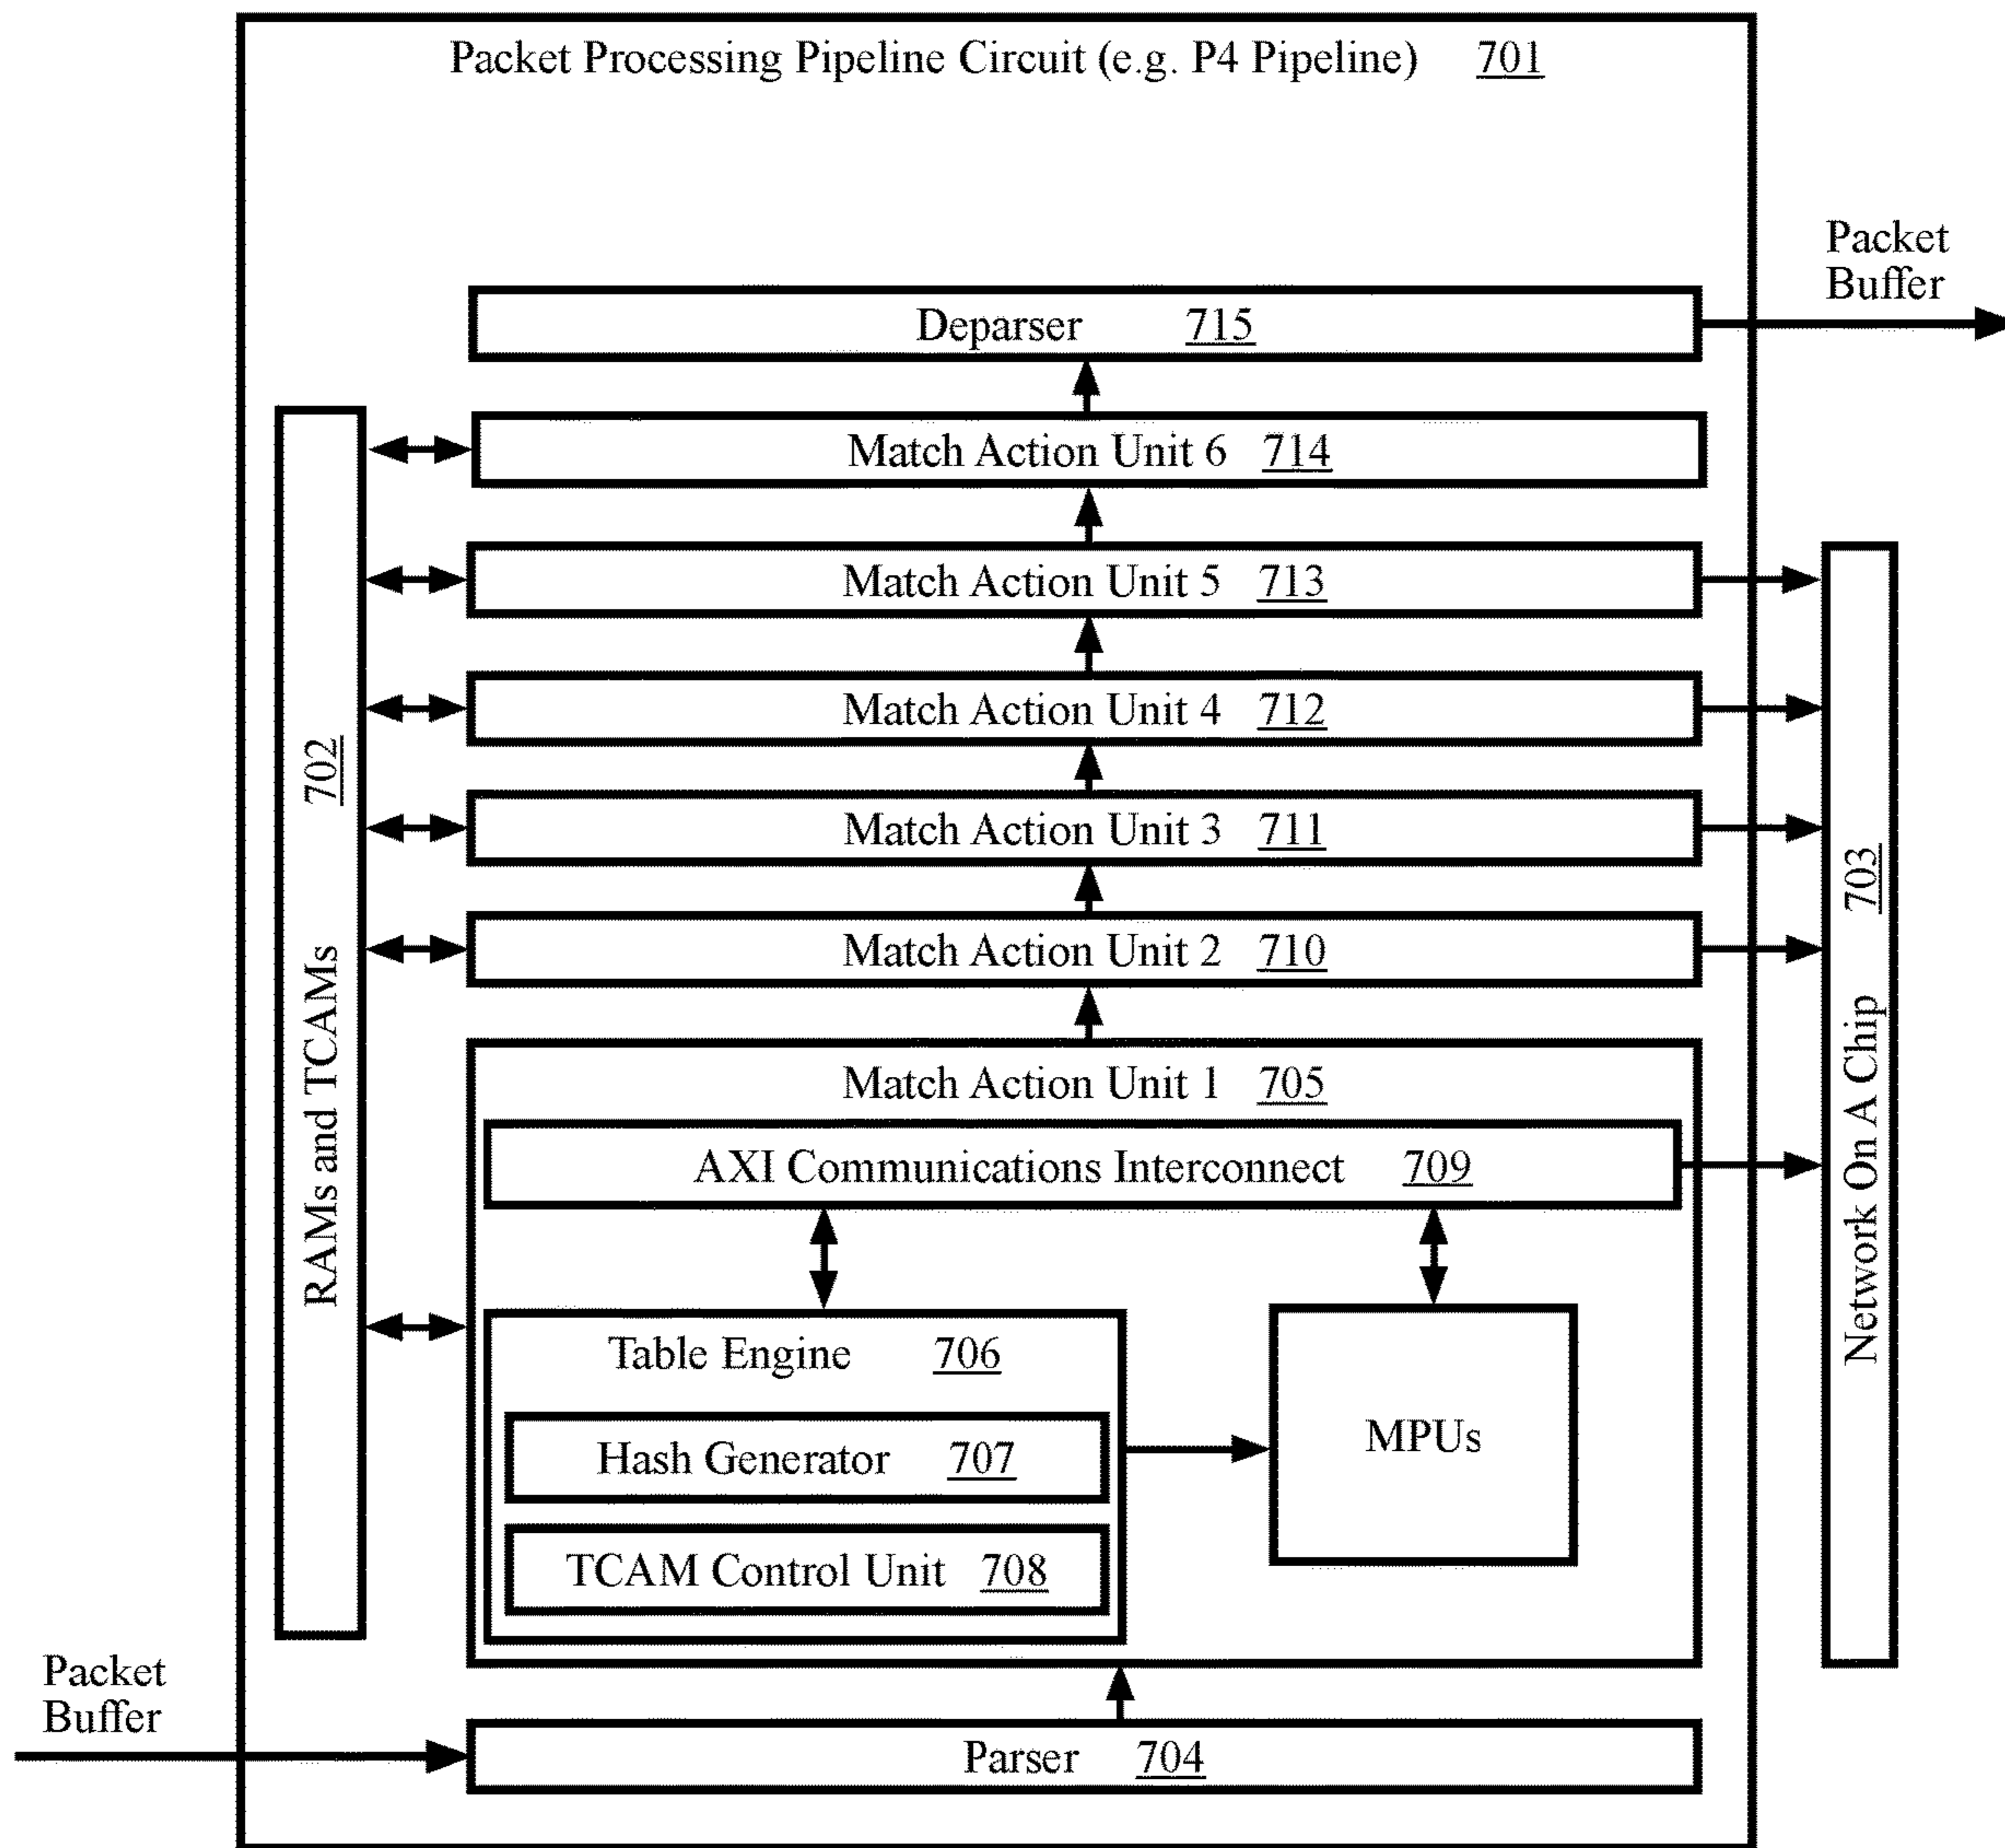 Packet Processing Pipeline Circuit (e.g. P4 Pipeline) 701
Packet
Buffer
Deparser 715
Match Action Unit 6 714
Match Action Unit 5 713
Match Action Unit 4 712
Match Action Unit 3 711
Match Action Unit 2 710
Match Action Unit 1 705
AXI Communications Interconnect 709
Table Engine 706
Hash Generator 707
TCAM Control Unit 708
MPUs
RAMs and TCAMs 702
Network On A Chip 703
Packet
Buffer
Parser 704